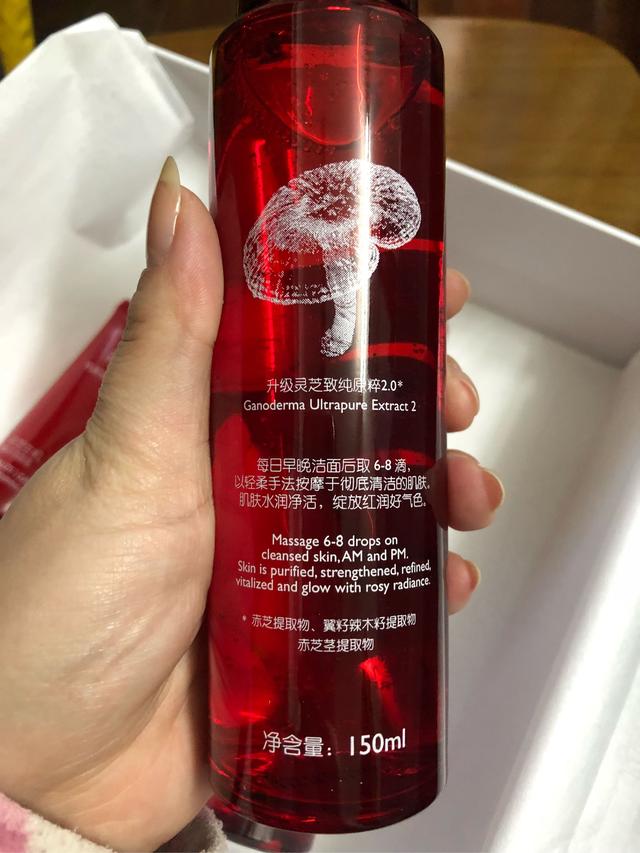 升级灵芝致纯原粹2.0*
Ganoderma Ultrapure Extract 2
每日早晚洁面后取 6-8 滴,
以轻柔手法按摩于彻底清洁的肌肤。
肌肤水润净活，绽放红润好气色。
Massage 6-8 drops on
cleansed skin, AM and PM.
Skin is purified, strengthened, refined,
vitalized and glow with rosy radiance.
* 赤芝提取物、翼籽辣木籽提取物
赤芝茎提取物
净含量：150ml